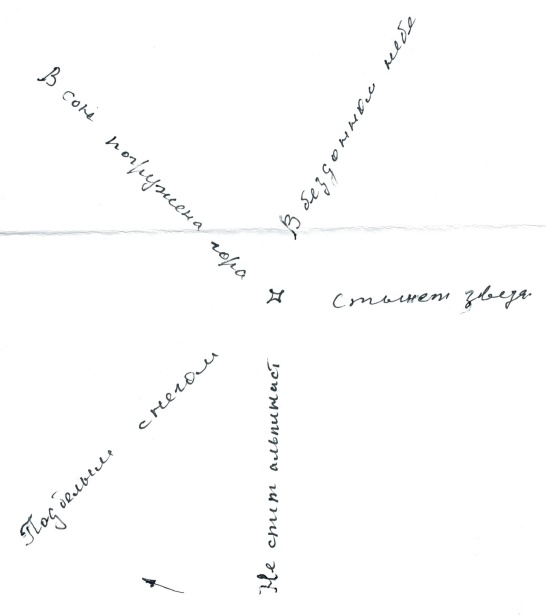 Под белым снегом
В сон погружена гора
В бездонном небе
Стынет звезда
Не спит альпинист